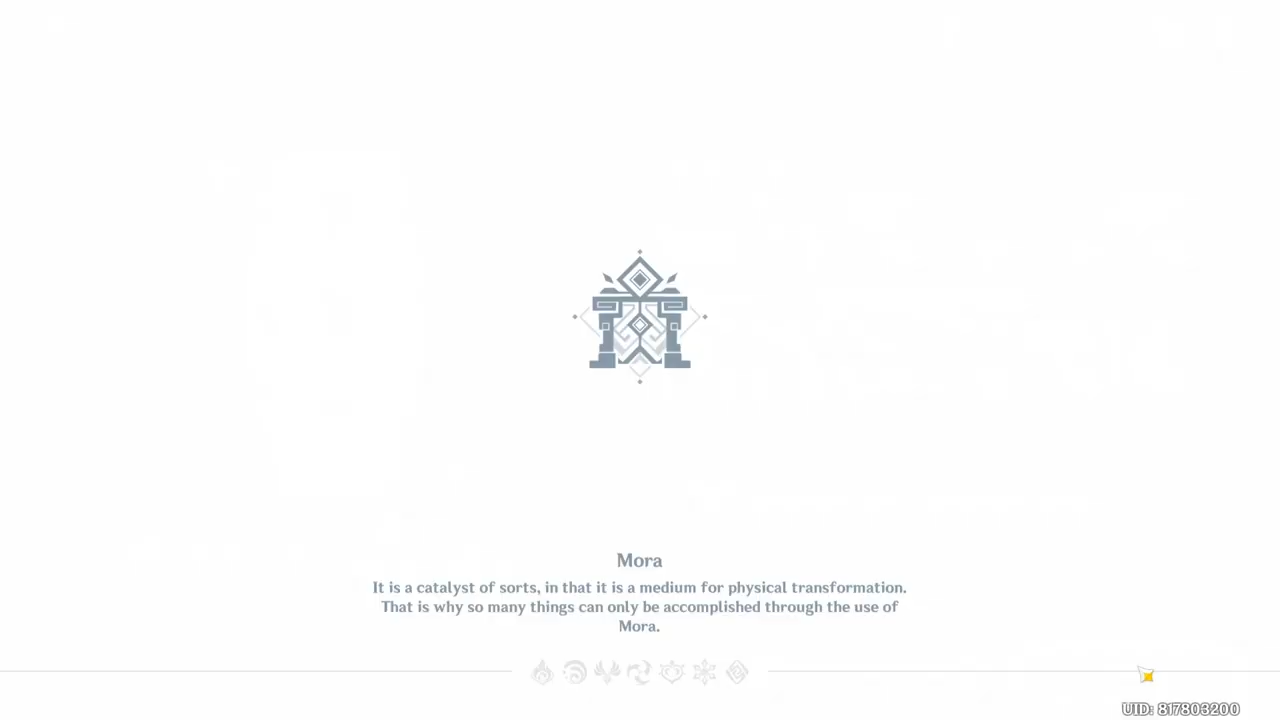 Mora
It is a catalyst of sorts, in that it is a medium for physical transformation.
That is why so many things can only be accomplished through the use of
Mora.
UID: 817803200